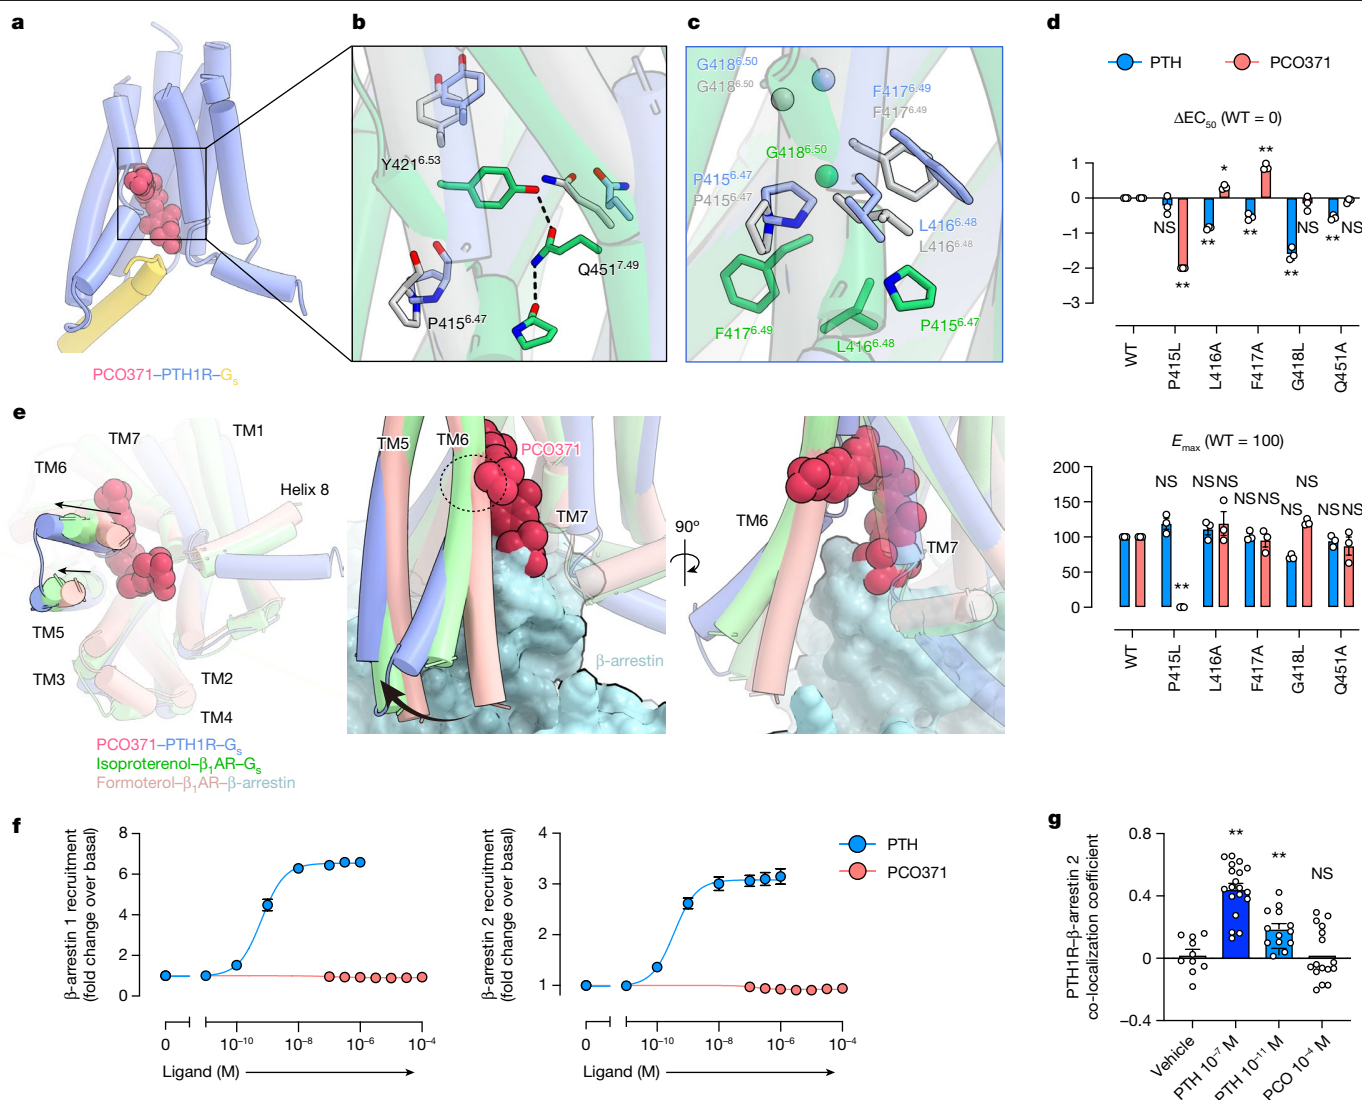 a
PCO371–PTH1R–Gs
b
Y421^6.53
Q451^7.49
P415^6.47
c
G418^6.50
G418^6.50
F417^6.49
F417^6.49
G418^6.50
P415^6.47
P415^6.47
L416^6.48
L416^6.48
F417^6.49
P415^6.47
L416^6.48
d
PTH
PCO371
ΔEC50 (WT = 0)
1
0
–1
–2
–3
NS
**
**
*
**
**
**
NS
**
NS
WT
P415L
L416A
F417A
G418L
Q451A
Emax (WT = 100)
200
150
100
50
0
NS
**
NS NS
NS NS
NS
NS
NS NS
WT
P415L
L416A
F417A
G418L
Q451A
e
TM7
TM1
TM6
Helix 8
TM5
TM3
TM2
TM4
PCO371–PTH1R–Gs
Isoproterenol–β1AR–Gs
Formoterol–β1AR–β-arrestin
TM5
TM6
PCO371
TM7
β-arrestin
90°
TM6
TM7
f
β-arrestin 1 recruitment
(fold change over basal)
8
6
4
2
0
0
10^–10
10^–8
10^–6
10^–4
Ligand (M)
β-arrestin 2 recruitment
(fold change over basal)
4
3
2
1
0
10^–10
10^–8
10^–6
10^–4
Ligand (M)
PTH
PCO371
g
PTH1R–β-arrestin 2
co-localization coefficient
0.8
0.4
0
–0.4
**
**
NS
Vehicle
PTH 10^–7 M
PTH 10^–11 M
PCO 10^–4 M